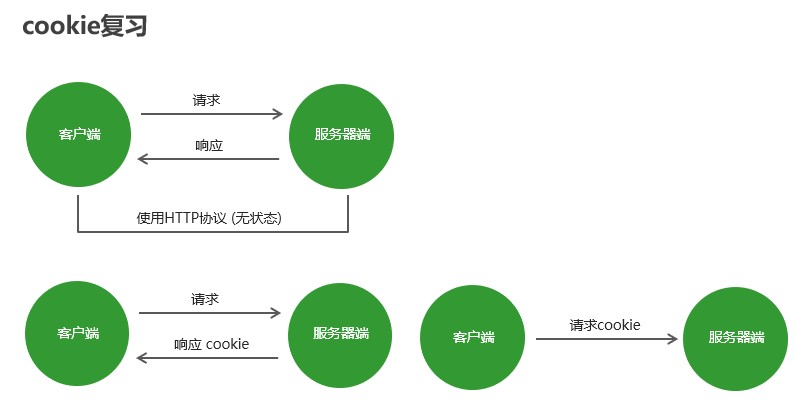 cookie复习
请求
客户端
服务器端
响应
使用HTTP协议 (无状态)
请求
客户端
服务器端
响应 cookie
请求cookie
客户端
服务器端